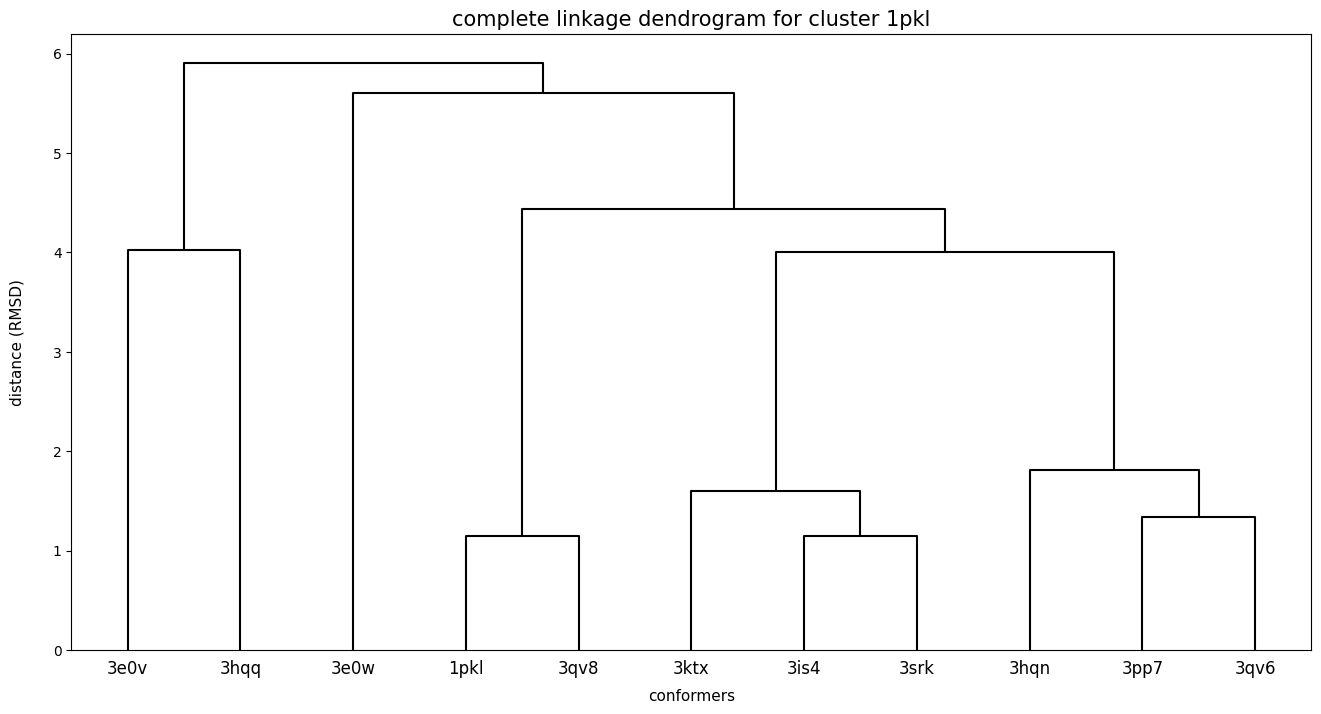 complete linkage dendrogram for cluster 1pkl
6
5
4
3
2
1
0
distance (RMSD)
3e0v 3hqq 3e0w 1pkl 3qv8 3ktx 3is4 3srk 3hqn 3pp7 3qv6
conformers